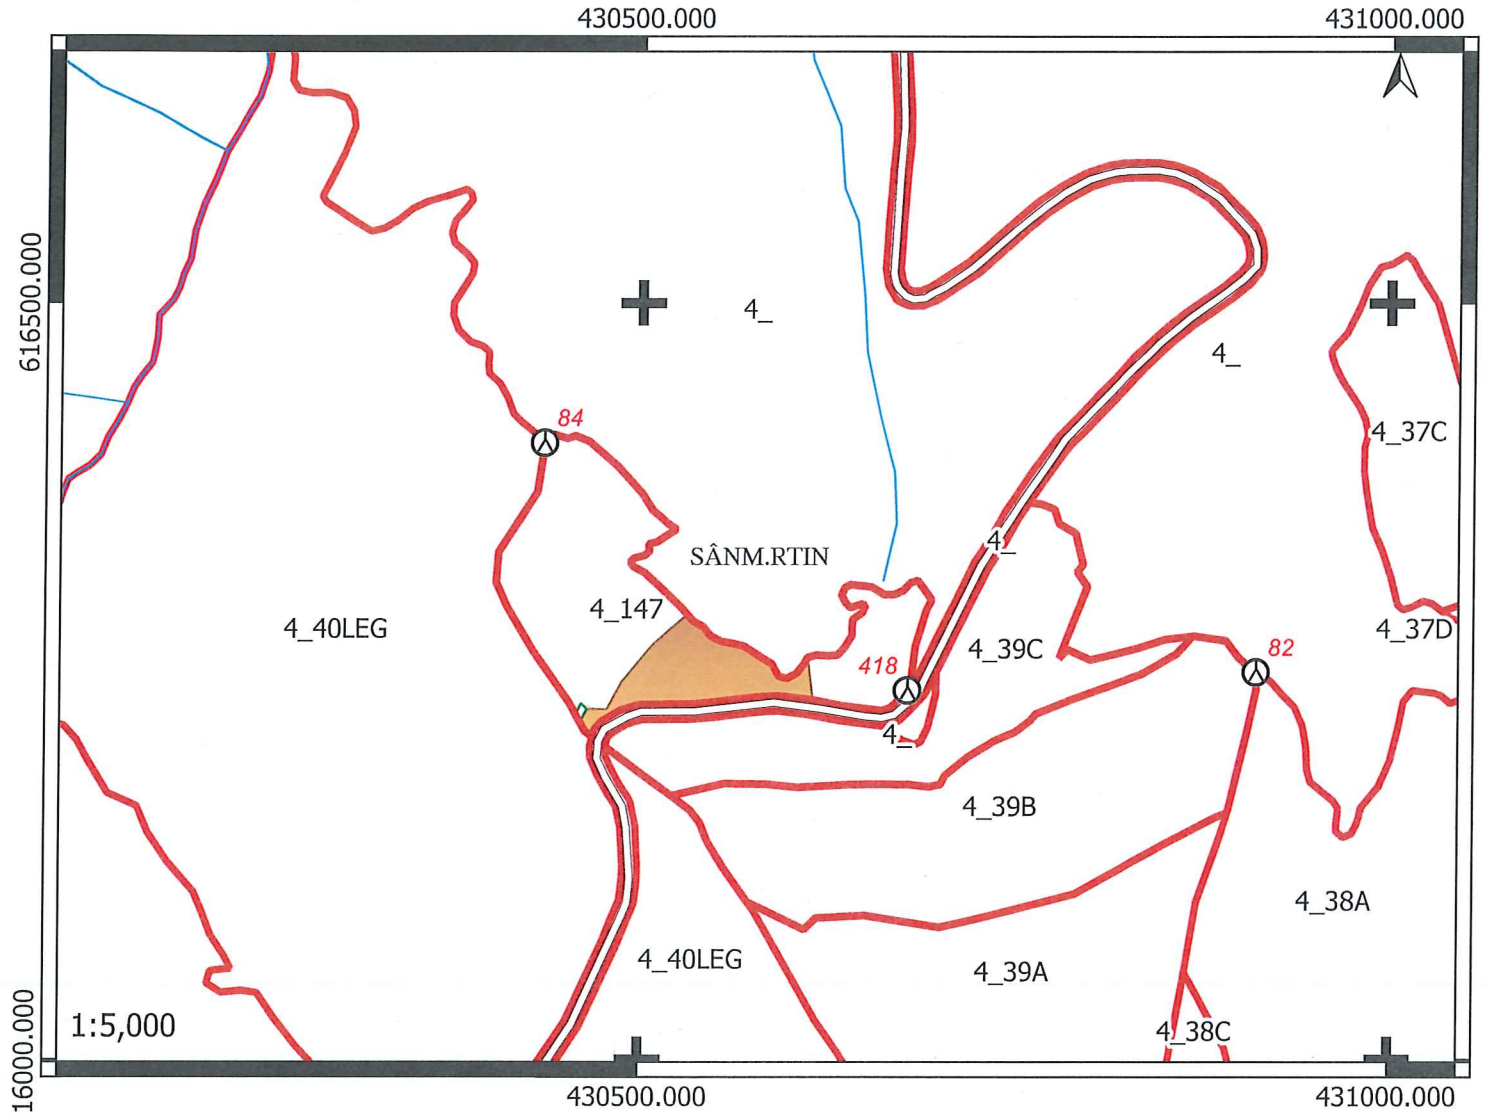 430500.000 431000.000
616500.000
4_
4_
84
4_37C
4_
SÂNM.RTIN
4_147
4_40LEG
4_39C
4_37D
418
82
4_
4_39B
4_38A
4_40LEG
4_39A
1:5,000
4_38C
16000.000
430500.000 431000.000